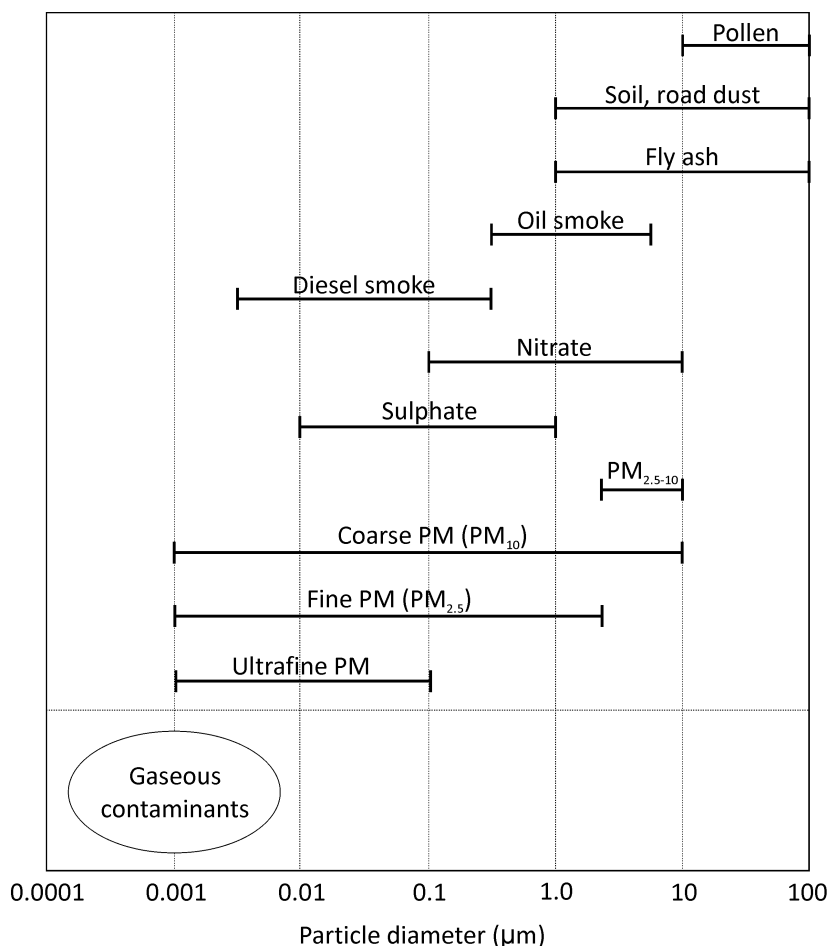 Pollen
Soil, road dust
Fly ash
Oil smoke
Diesel smoke
Nitrate
Sulphate
PM2.5-10
Coarse PM (PM10)
Fine PM (PM2.5)
Ultrafine PM
Gaseous
contaminants
0.0001 0.001 0.01 0.1 1.0 10 100
Particle diameter (μm)